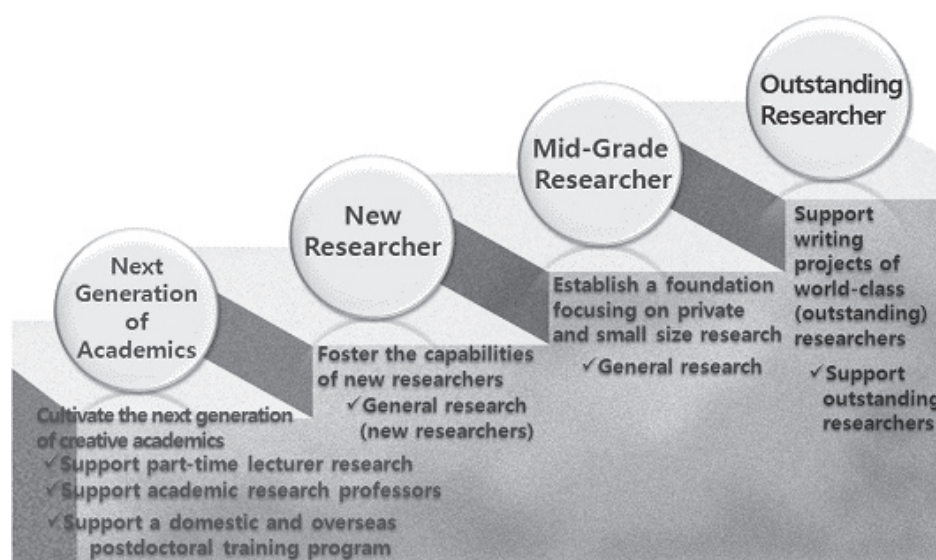 Next
Generation
of
Academics
Cultivate the next generation
of creative academics
✓Support part-time lecturer research
✓Support academic research professors
✓Support a domestic and overseas
postdoctoral training program
New
Researcher
Foster the capabilities
of new researchers
✓General research
(new researchers)
Mid-Grade
Researcher
Establish a foundation
focusing on private
and small size research
✓General research
Outstanding
Researcher
Support
writing
projects of
world-class
(outstanding)
researchers
✓Support
outstanding
researchers